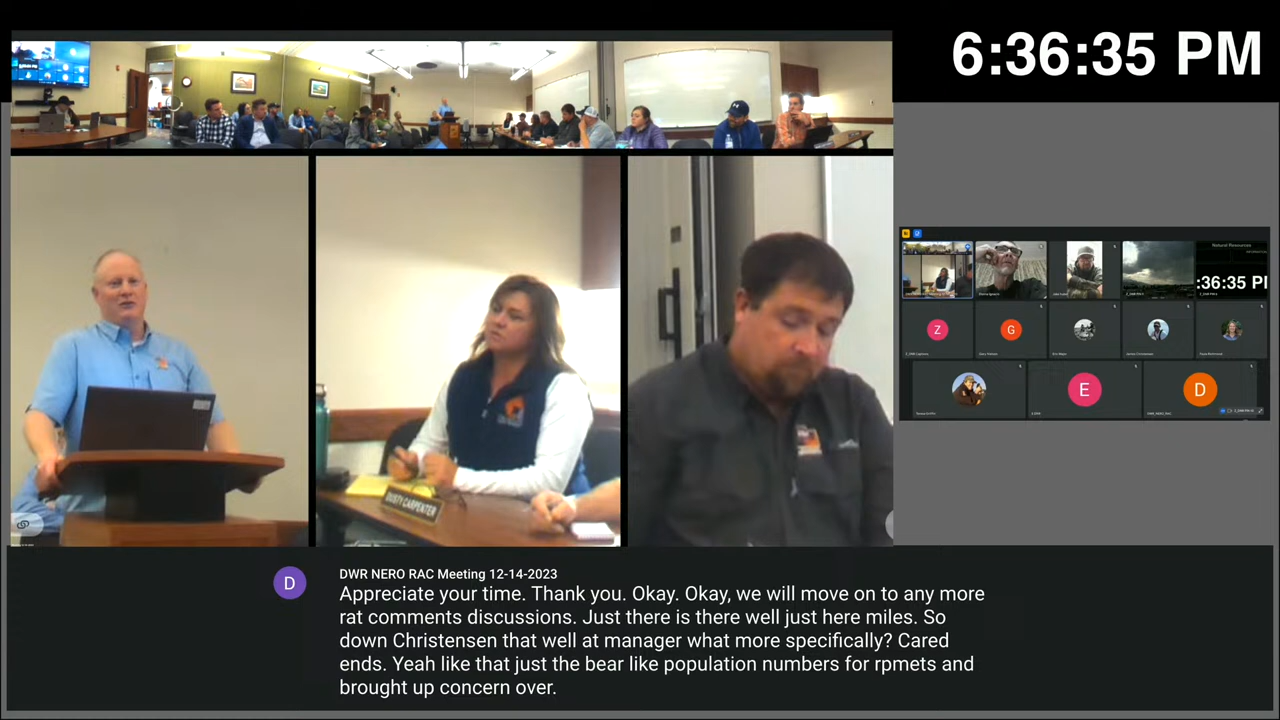 6:36:35 PM
Natural Resources
:36:35 PI
Z
G
E
D
DUSTY CARPENTER
D
DWR NERO RAC Meeting 12-14-2023
Appreciate your time. Thank you. Okay. Okay, we will move on to any more
rat comments discussions. Just there is there well just here miles. So
down Christensen that well at manager what more specifically? Cared
ends. Yeah like that just the bear like population numbers for rpmets and
brought up concern over.